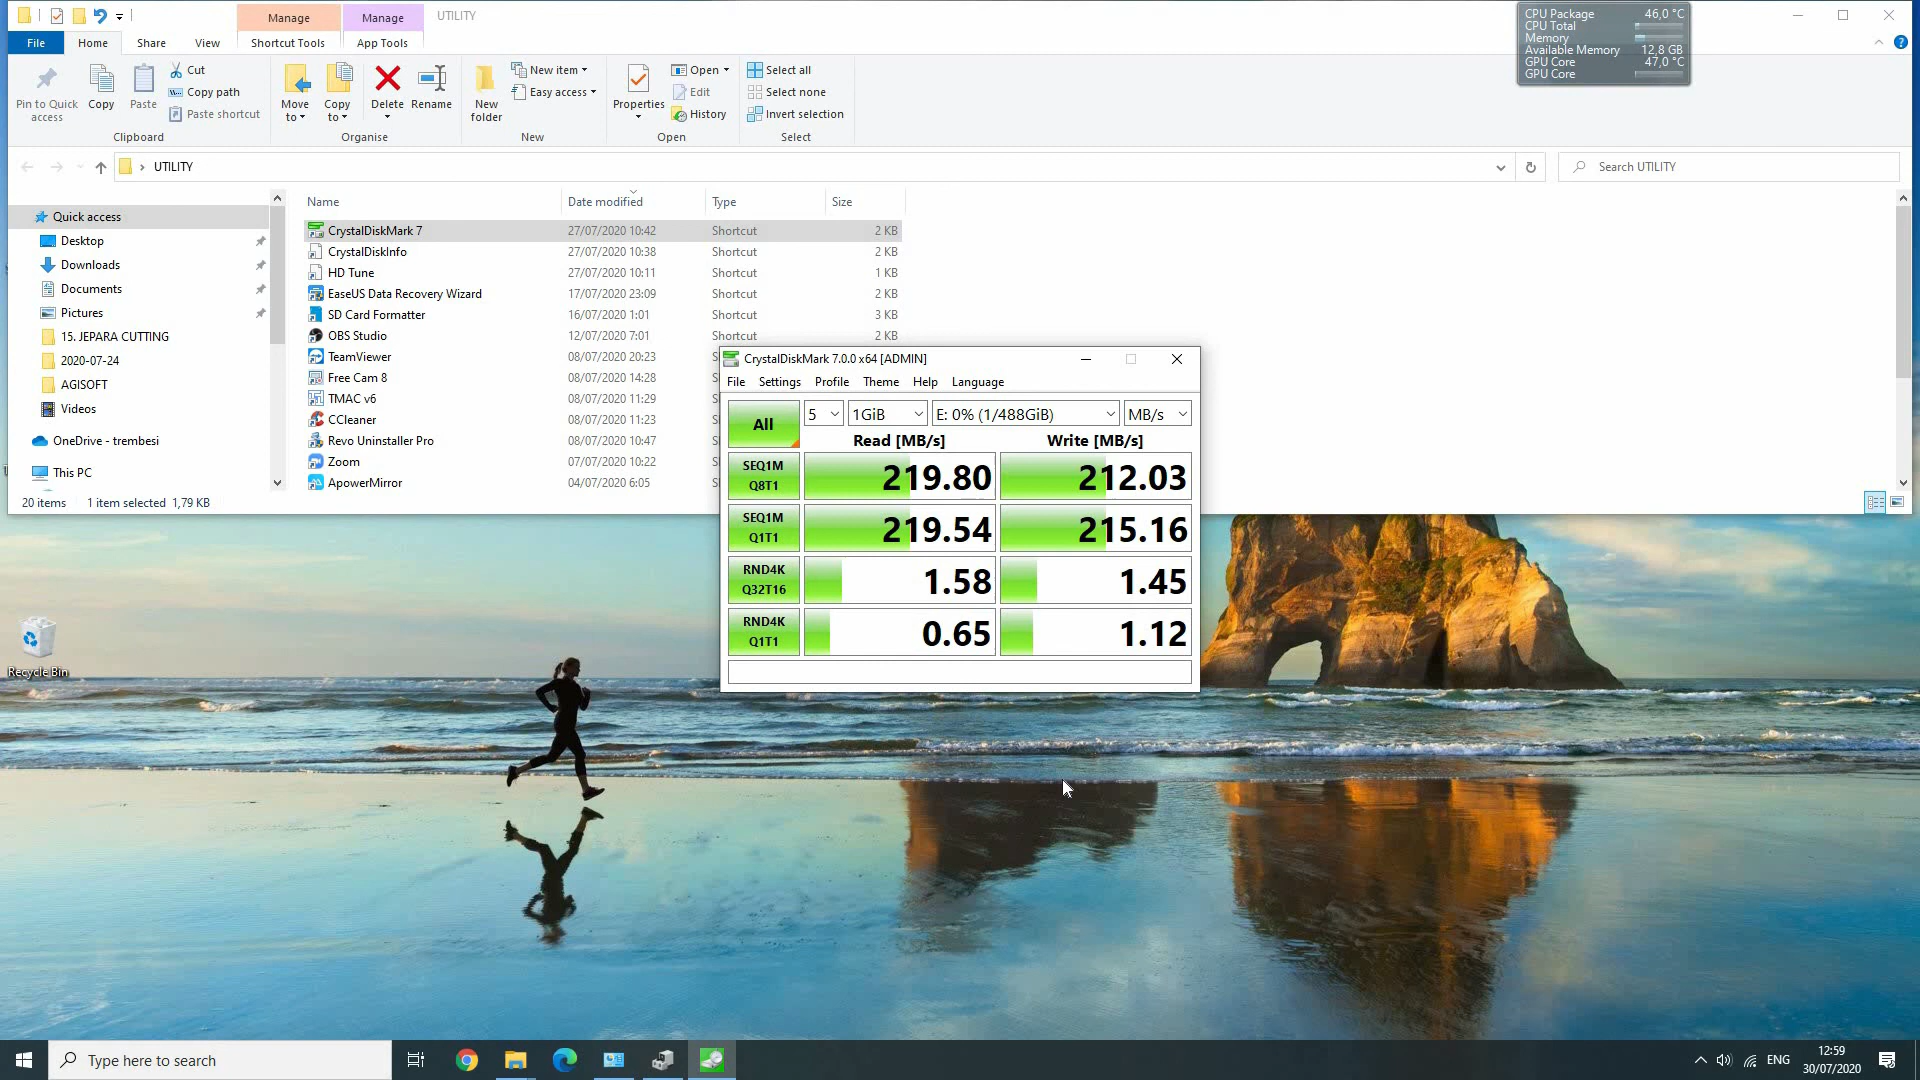 Manage
Manage
UTILITY
File
Home
Share
View
Shortcut Tools
App Tools
Pin to Quick access
Copy
Paste
Cut
Copy path
Paste shortcut
Clipboard
Move to
Copy to
Delete
Rename
Organise
New folder
New item
Easy access
New
Properties
Open
Edit
History
Open
Select all
Select none
Invert selection
Select
UTILITY
Search UTILITY
CPU Package 46,0 °C
CPU Total
Memory
Available Memory 12,8 GB
GPU Core 47,0 °C
GPU Core
Quick access
Desktop
Downloads
Documents
Pictures
15. JEPARA CUTTING
2020-07-24
AGISOFT
Videos
OneDrive - trembesi
This PC
Name Date modified Type Size
CrystalDiskMark 7 27/07/2020 10:42 Shortcut 2 KB
CrystalDiskInfo 27/07/2020 10:38 Shortcut 2 KB
HD Tune 27/07/2020 10:11 Shortcut 1 KB
EaseUS Data Recovery Wizard 17/07/2020 23:09 Shortcut 2 KB
SD Card Formatter 16/07/2020 1:01 Shortcut 3 KB
OBS Studio 12/07/2020 7:01 Shortcut 2 KB
TeamViewer 08/07/2020 20:23
Free Cam 8 08/07/2020 14:28
TMAC v6 08/07/2020 11:29
CCleaner 08/07/2020 11:23
Revo Uninstaller Pro 08/07/2020 10:47
Zoom 07/07/2020 10:22
ApowerMirror 04/07/2020 6:05
20 items 1 item selected 1,79 KB
CrystalDiskMark 7.0.0 x64 [ADMIN]
File Settings Profile Theme Help Language
All 5 1GiB E: 0% (1/488GiB) MB/s
Read [MB/s] Write [MB/s]
SEQ1M Q8T1 219.80 212.03
SEQ1M Q1T1 219.54 215.16
RND4K Q32T16 1.58 1.45
RND4K Q1T1 0.65 1.12
Recycle Bin
Type here to search
ENG
12:59
30/07/2020